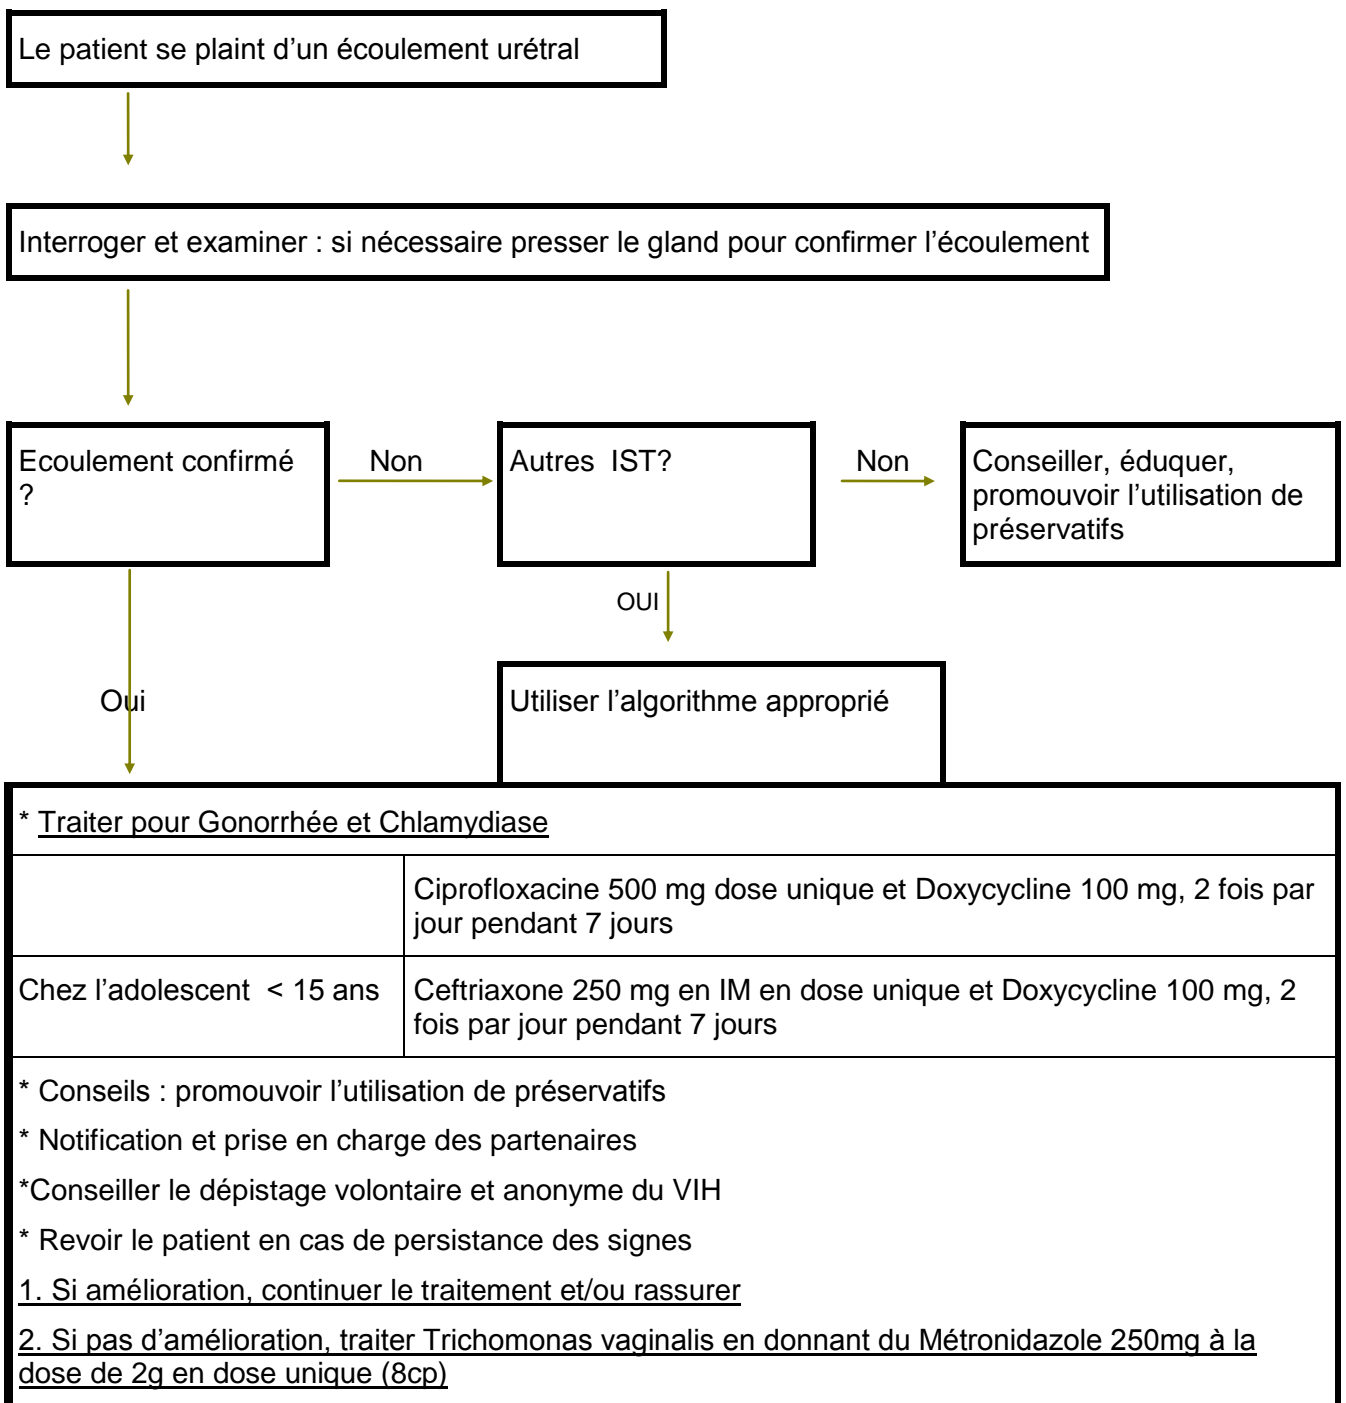 Le patient se plaint d’un écoulement urétral
Interroger et examiner : si nécessaire presser le gland pour confirmer l’écoulement
Ecoulement confirmé
?
Non
Autres  IST?
Non
Conseiller, éduquer,
promouvoir l’utilisation de
préservatifs
OUI
Oui
Utiliser l’algorithme approprié
* Traiter pour Gonorrhée et Chlamydiase
Ciprofloxacine 500 mg dose unique et Doxycycline 100 mg, 2 fois par
jour pendant 7 jours
Chez l’adolescent  < 15 ans
Ceftriaxone 250 mg en IM en dose unique et Doxycycline 100 mg, 2
fois par jour pendant 7 jours
* Conseils : promouvoir l’utilisation de préservatifs
* Notification et prise en charge des partenaires
*Conseiller le dépistage volontaire et anonyme du VIH
* Revoir le patient en cas de persistance des signes
1. Si amélioration, continuer le traitement et/ou rassurer
2. Si pas d’amélioration, traiter Trichomonas vaginalis en donnant du Métronidazole 250mg à la
dose de 2g en dose unique (8cp)